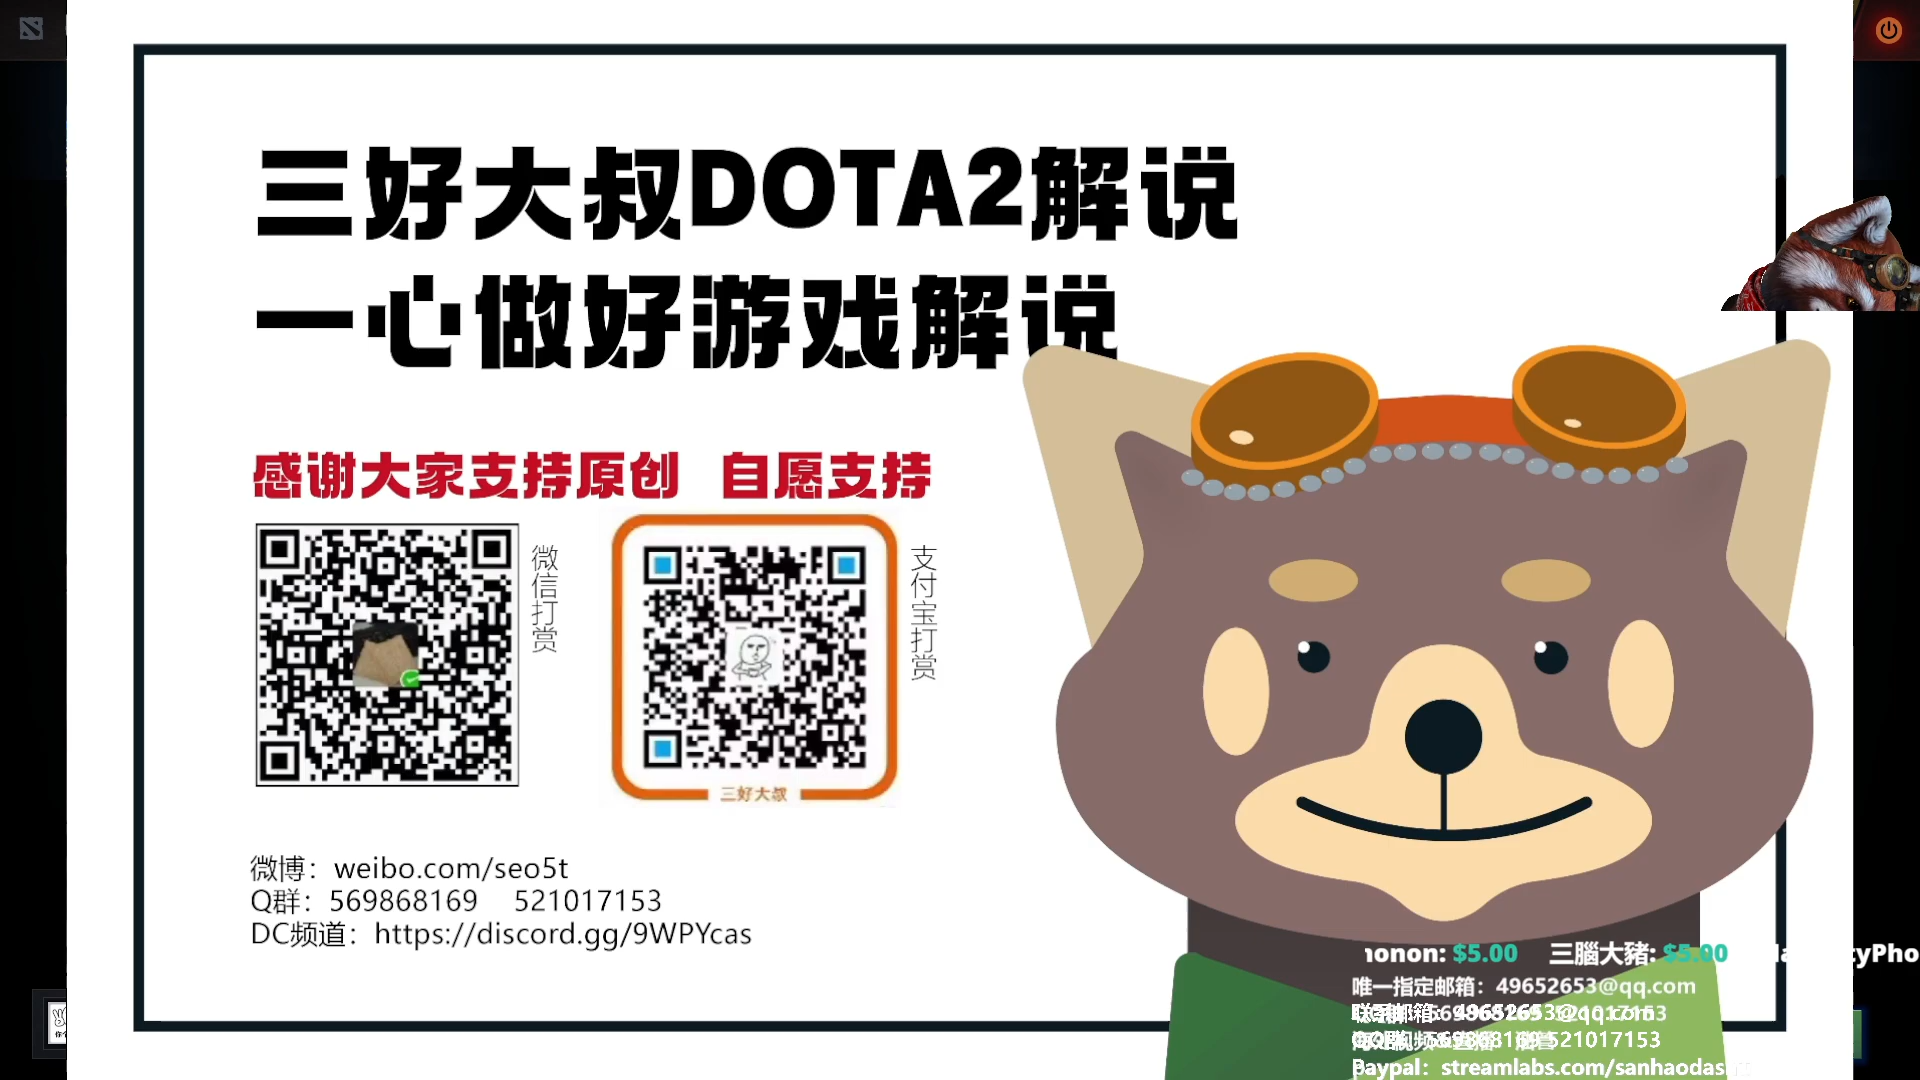 三好大叔DOTA2解说
一心做好游戏解说
感谢大家支持原创 自愿支持
微信打赏
支付宝打赏
三好大叔
微博：weibo.com/seo5t
Q群：569868169 521017153
DC频道：https://discord.gg/9WPYcas
$5.00 三腦大豬: $5.00
唯一指定邮箱：49652653@qq.com
521017153
Paypal：streamlabs.com/sanhaodas